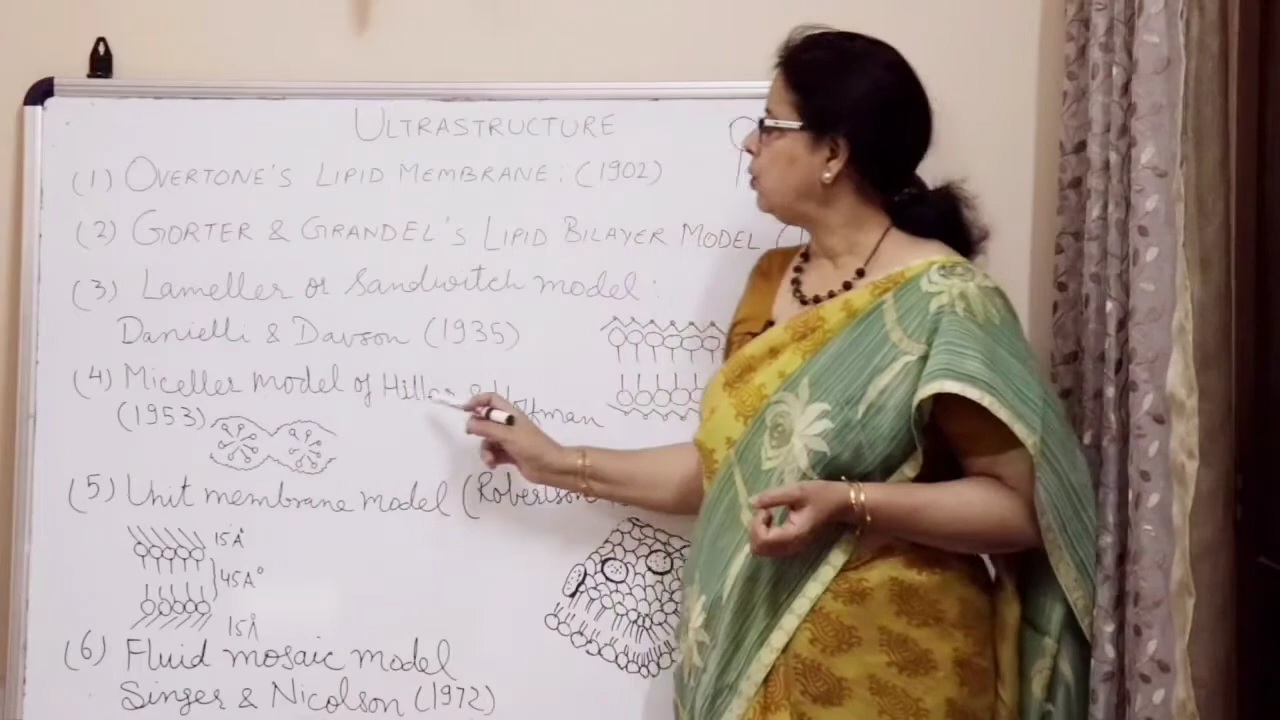 ULTRASTRUCTURE
(1) OVERTONE'S LIPID MEMBRANE: (1902)
(2) GORTER & GRANDEL'S LIPID BILAYER MODEL (
(3) Lameller or Sandwitch model:
Danielli & Davson (1935)
(4) Miceller model of
(1953)
(5) Unit membrane model (Robertson
15Å
45A°
15Å
(6) Fluid mosaic model
Singer & Nicolson (1972)